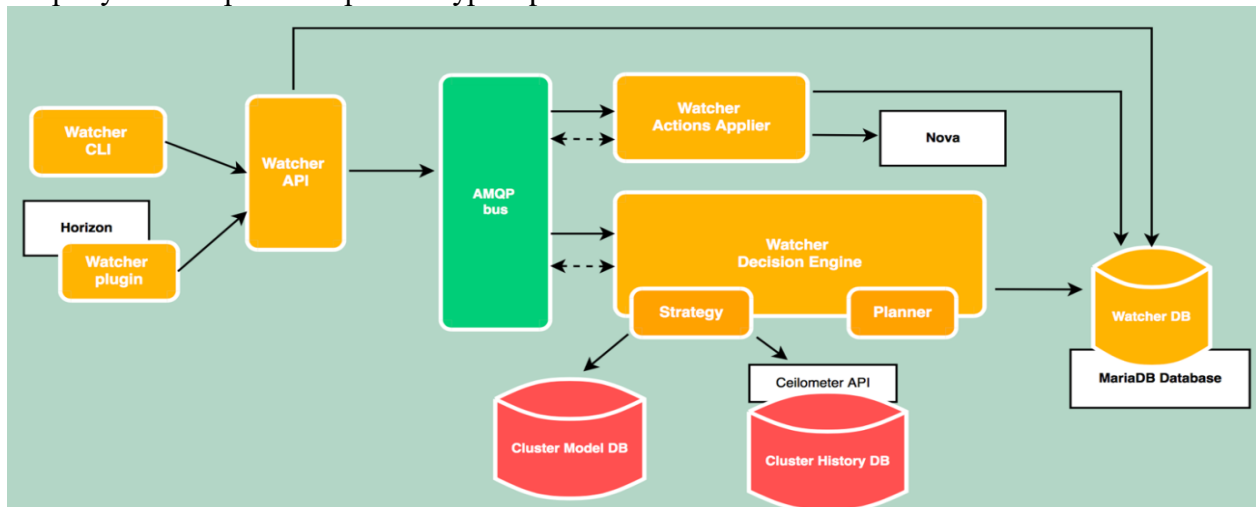 Watcher
CLI
Horizon
Watcher
plugin
Watcher
API
AMQP
bus
Watcher
Actions Applier
Nova
Watcher
Decision Engine
Strategy
Planner
Ceilometer API
Cluster Model DB
Cluster History DB
Watcher DB
MariaDB Database